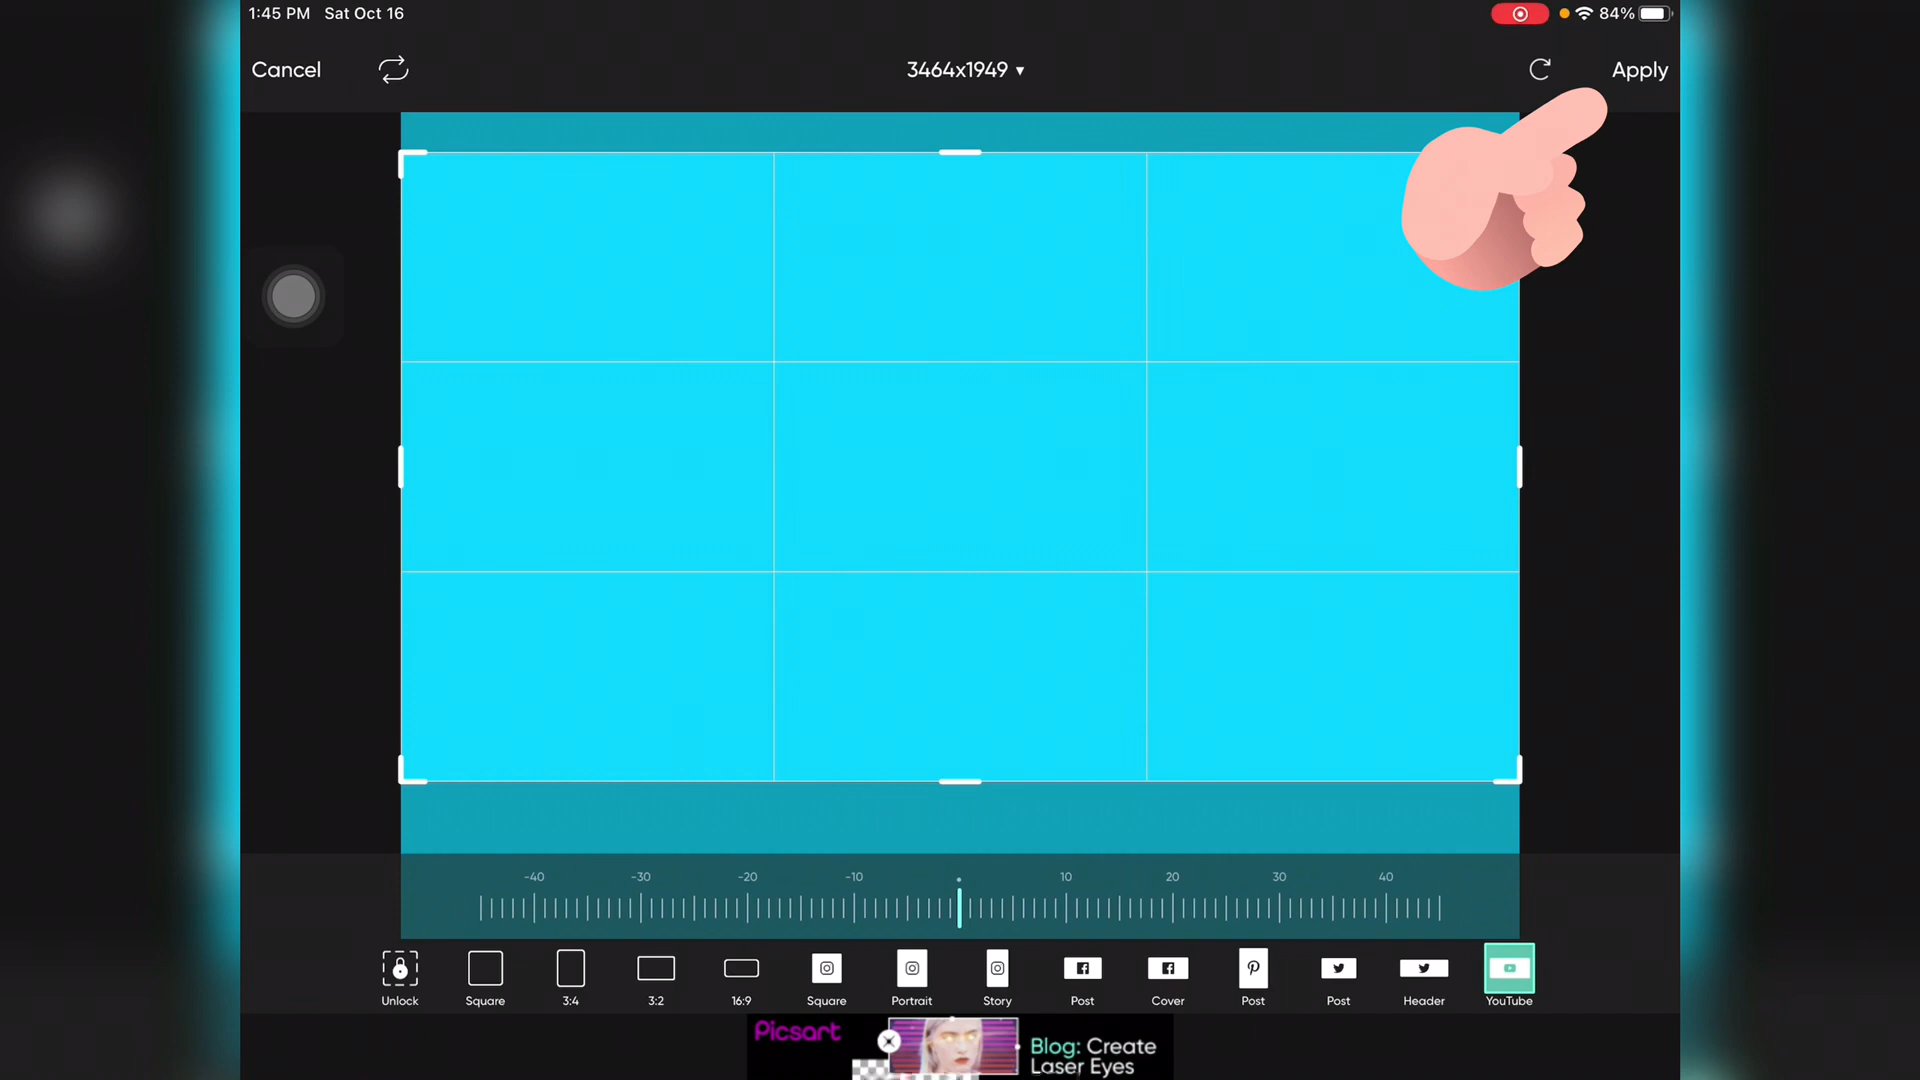 1:45 PM Sat Oct 16
84%
Cancel
3464x1949 ▾
Apply
-40 -30 -20 -10 10 20 30 40
Unlock Square 3:4 3:2 16:9 Square Portrait Story Post Cover Post Post Header YouTube
Picsart
Blog: Create
Laser Eyes